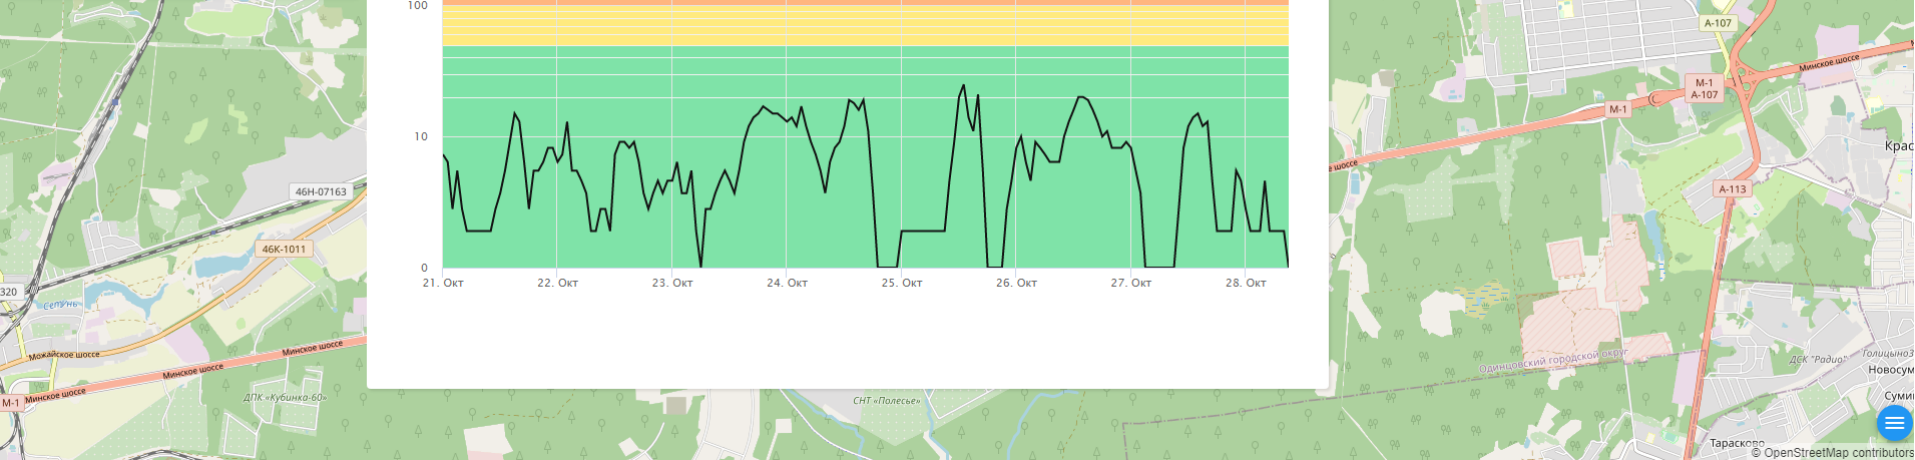 100
10
0
21. Окт
22. Окт
23. Окт
24. Окт
25. Окт
26. Окт
27. Окт
28. Окт
А-107
Минское шоссе
М-1
А-107
М-1
шоссе
Крас
А-113
46Н-07163
46К-1011
320
Сетунь
Можайское шоссе
Минское шоссе
Минское шоссе
М-1
Минское шоссе
ДПК «Кубинка-60»
СНТ «Полесье»
Одинцовский городской округ
ДСК "Радио"
Голицыно
Новосум
Суми
Тарасково
© OpenStreetMap contributors